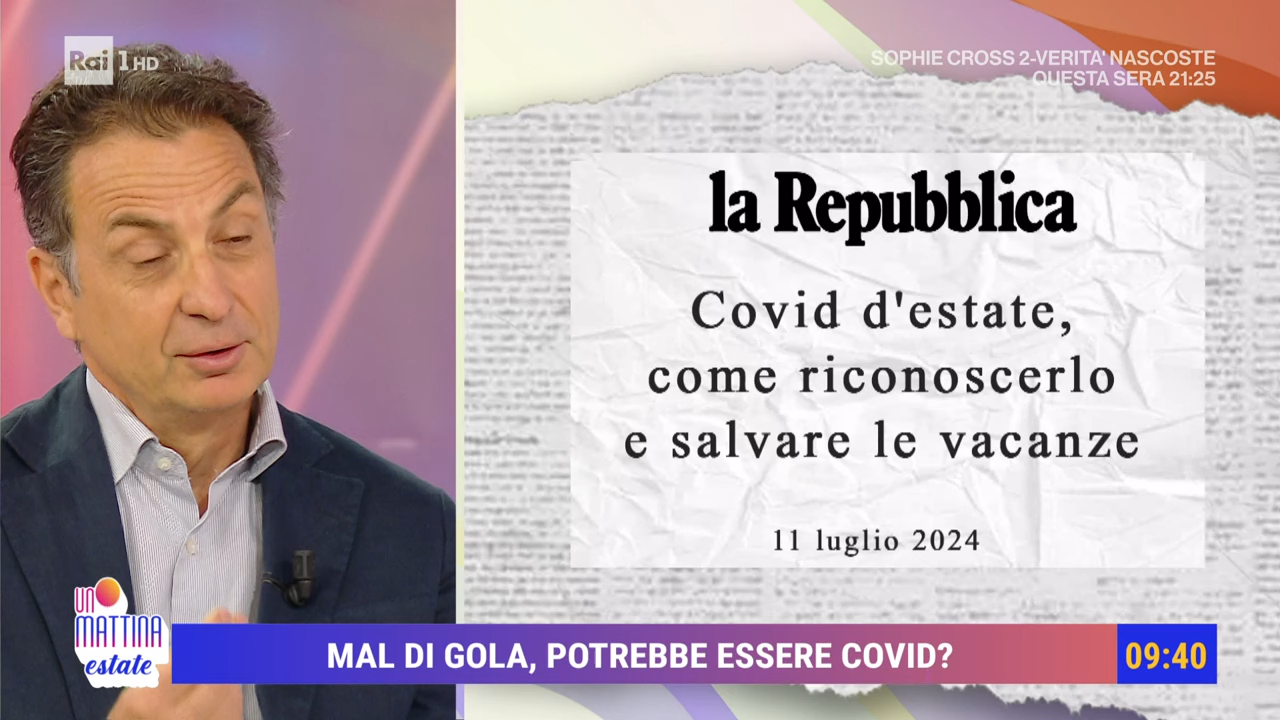 Rai 1 HD
SOPHIE CROSS 2-VERITA' NASCOSTE
QUESTA SERA 21:25
la Repubblica
Covid d'estate,
come riconoscerlo
e salvare le vacanze
11 luglio 2024
UNO
MATTINA
estate
MAL DI GOLA, POTREBBE ESSERE COVID?
09:40